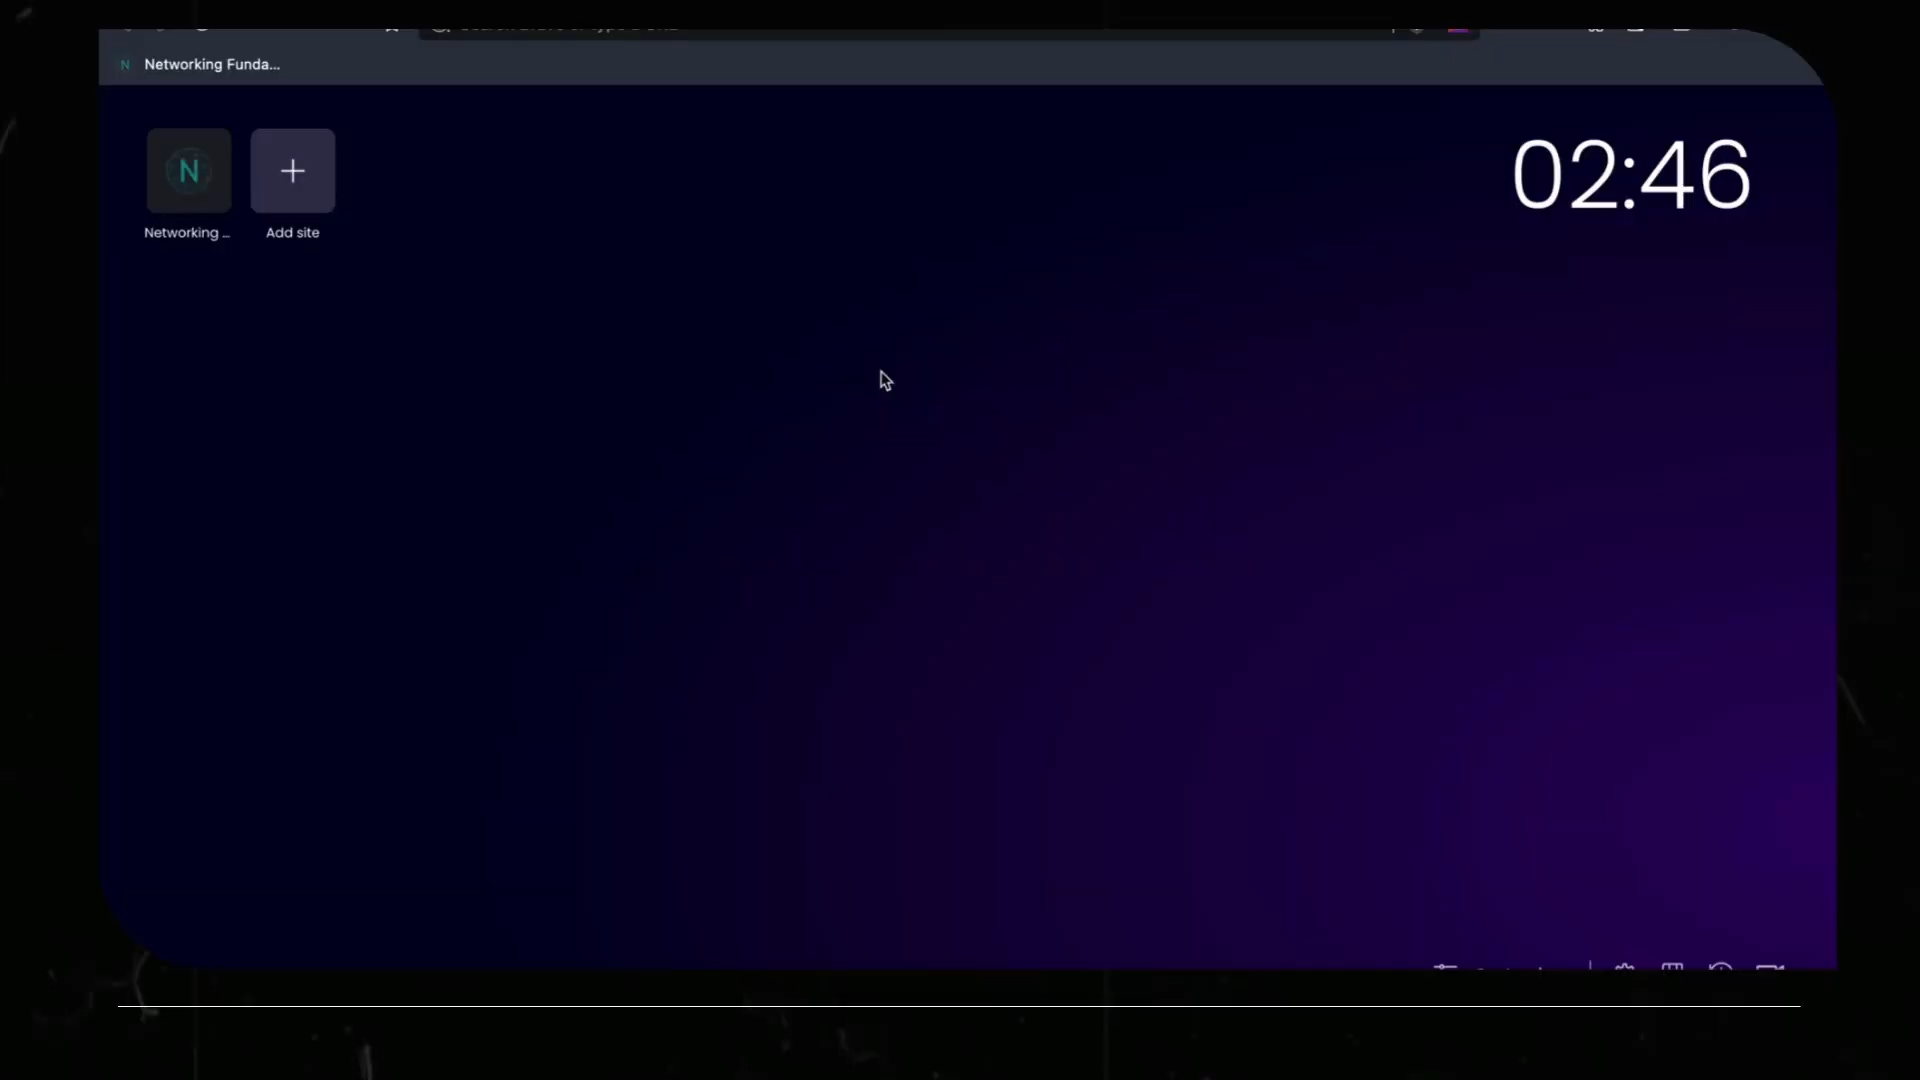 Networking Funda...
02:46
N
Networking ...
Add site